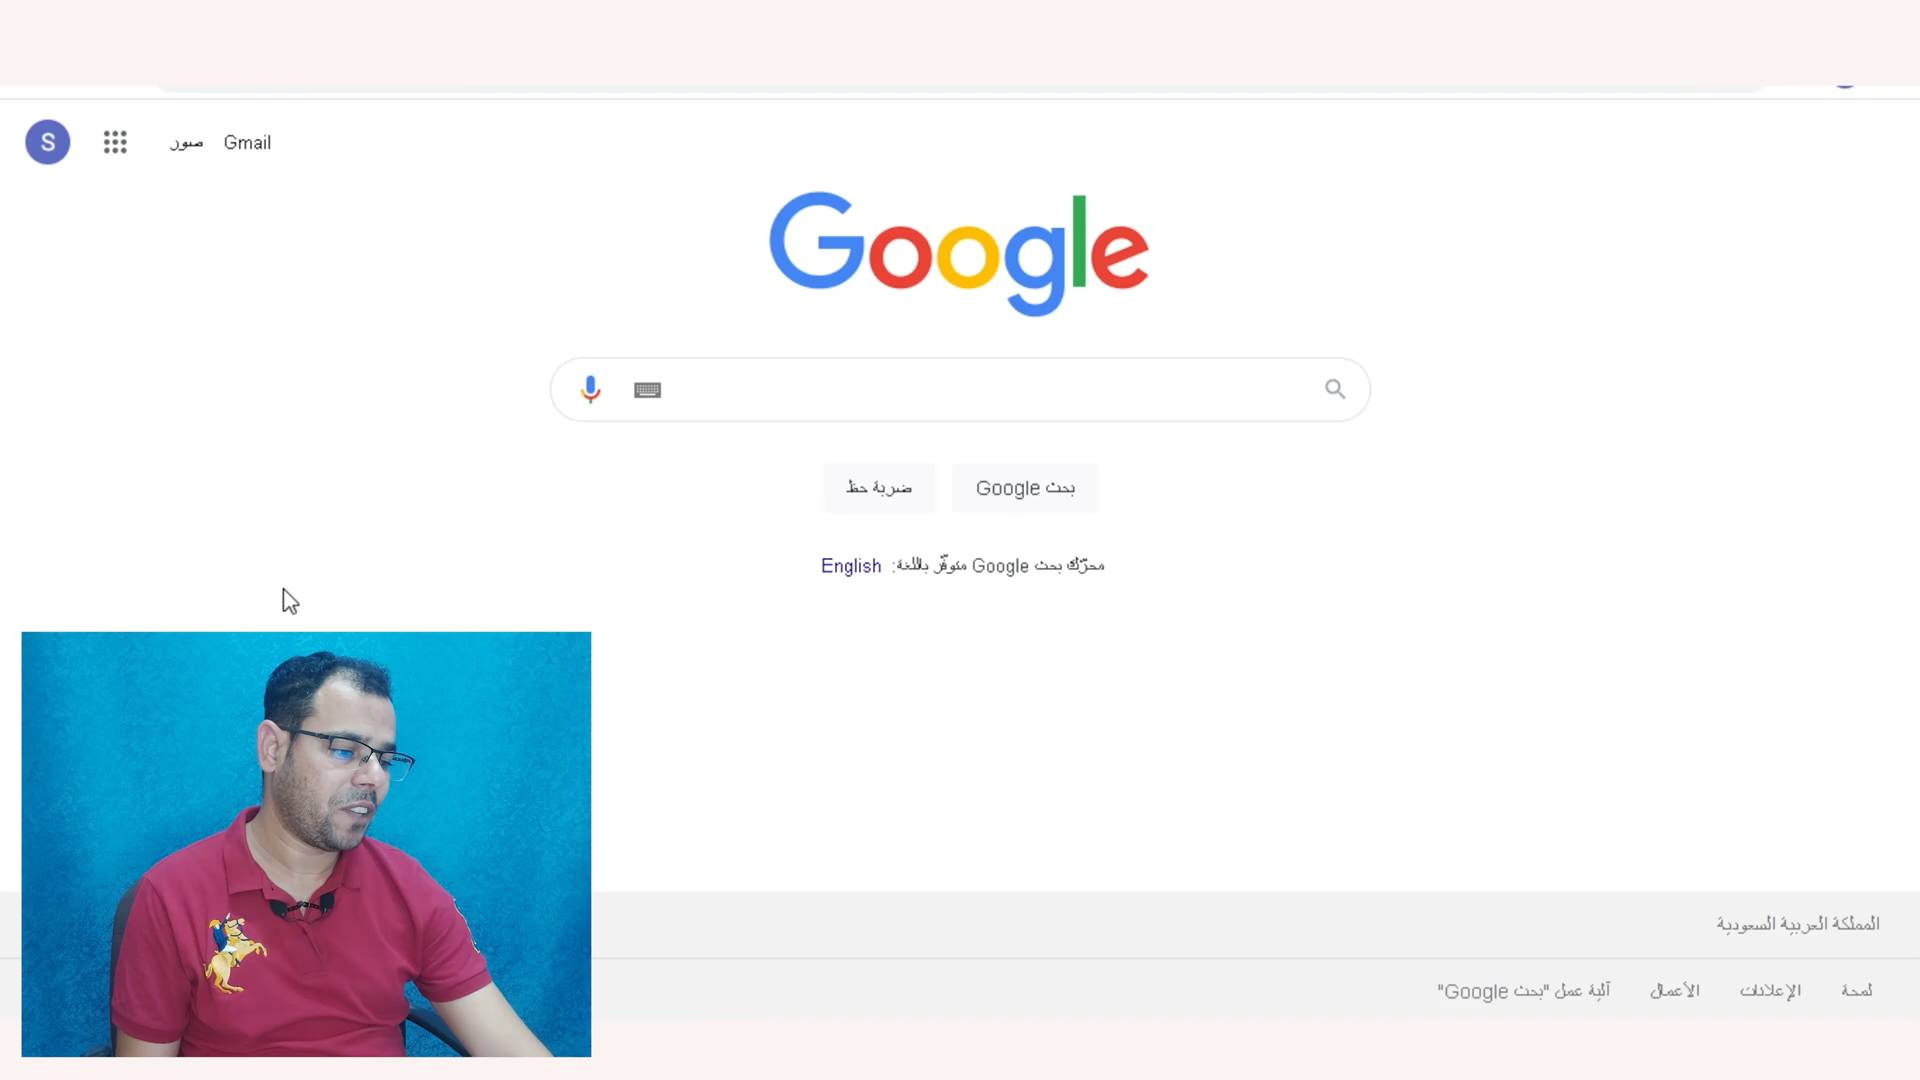 S صور Gmail
Google
بحث Google ضربة حظ
محرّك بحث Google متوفّر باللغة: English
المملكة العربية السعودية
لمحة الإعلانات الأعمال آلية عمل "بحث Google"